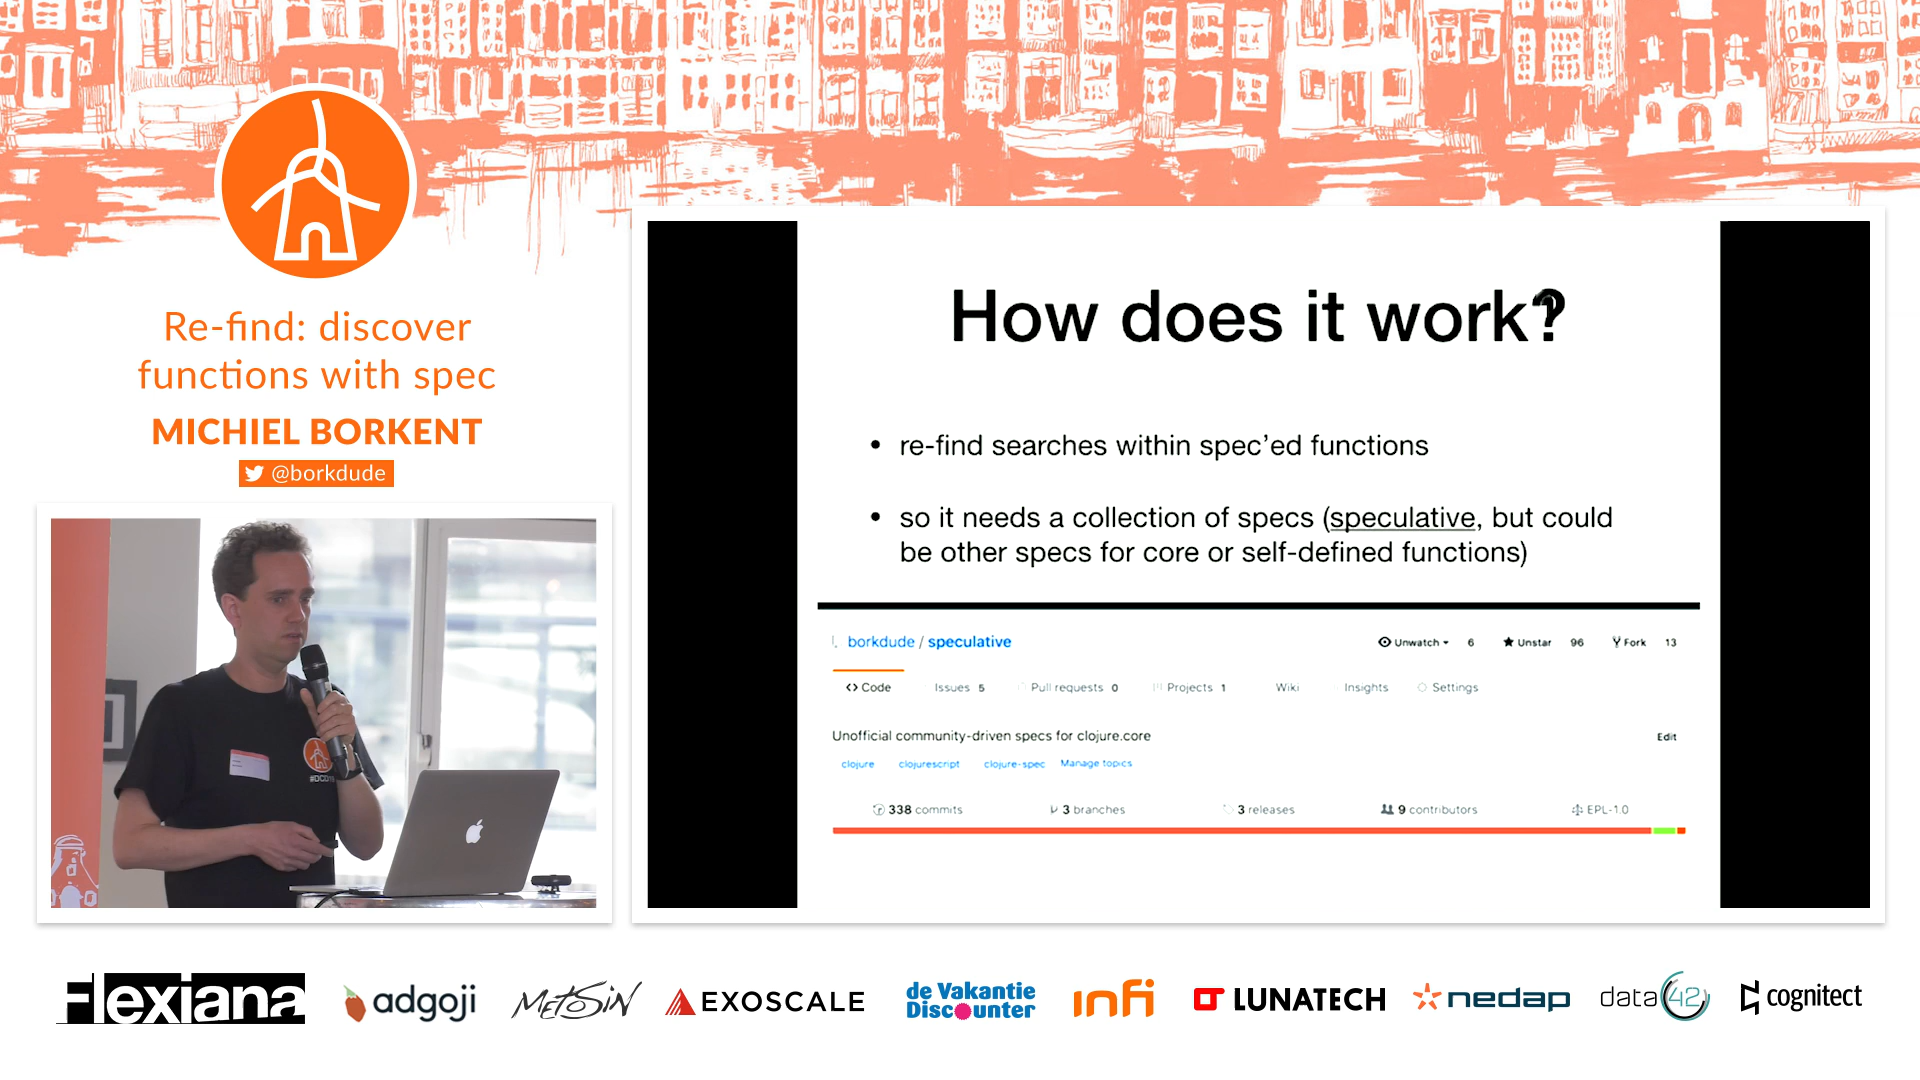 Re-find: discover
functions with spec
MICHIEL BORKENT
@borkdude
#DCD19
How does it work?
• re-find searches within spec’ed functions
• so it needs a collection of specs (speculative, but could
be other specs for core or self-defined functions)
borkdude / speculative
Unwatch 6 Unstar 96 Fork 13
<> Code Issues 5 Pull requests 0 Projects 1 Wiki Insights Settings
Unofficial community-driven specs for clojure.core Edit
clojure clojurescript clojure-spec Manage topics
338 commits 3 branches 3 releases 9 contributors EPL-1.0
Flexiana adgoji METOSIN EXOSCALE de Vakantie Discounter infi LUNATECH nedap data 42 cognitect